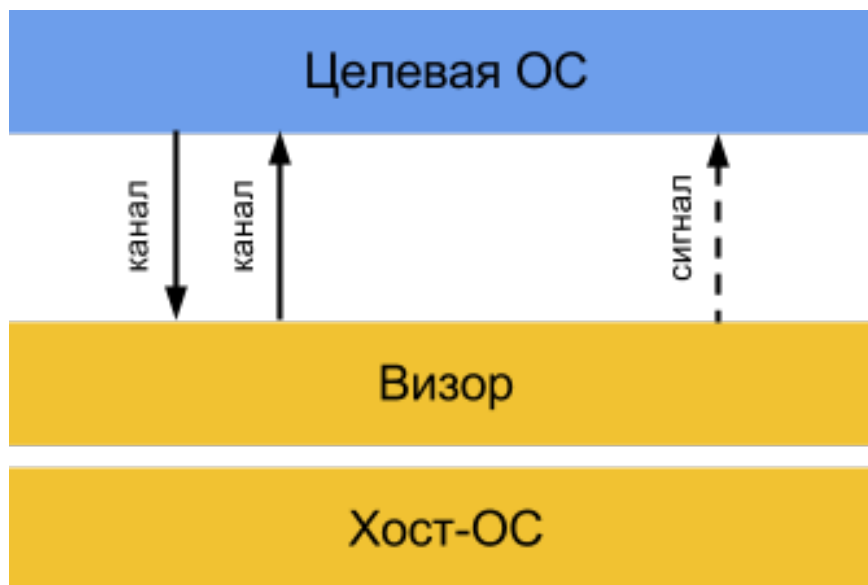 Целевая ОС
канал
канал
сигнал
Визор
Хост-ОС